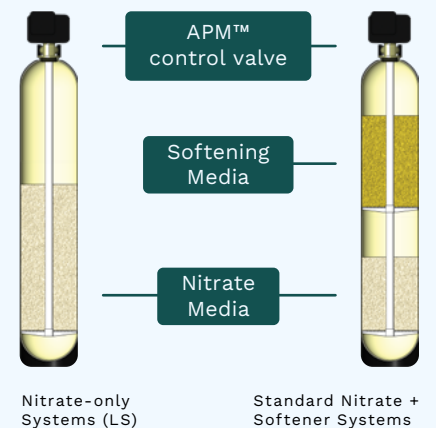 APM™
control valve
Softening
Media
Nitrate
Media
Nitrate-only
Systems (LS)
Standard Nitrate +
Softener Systems